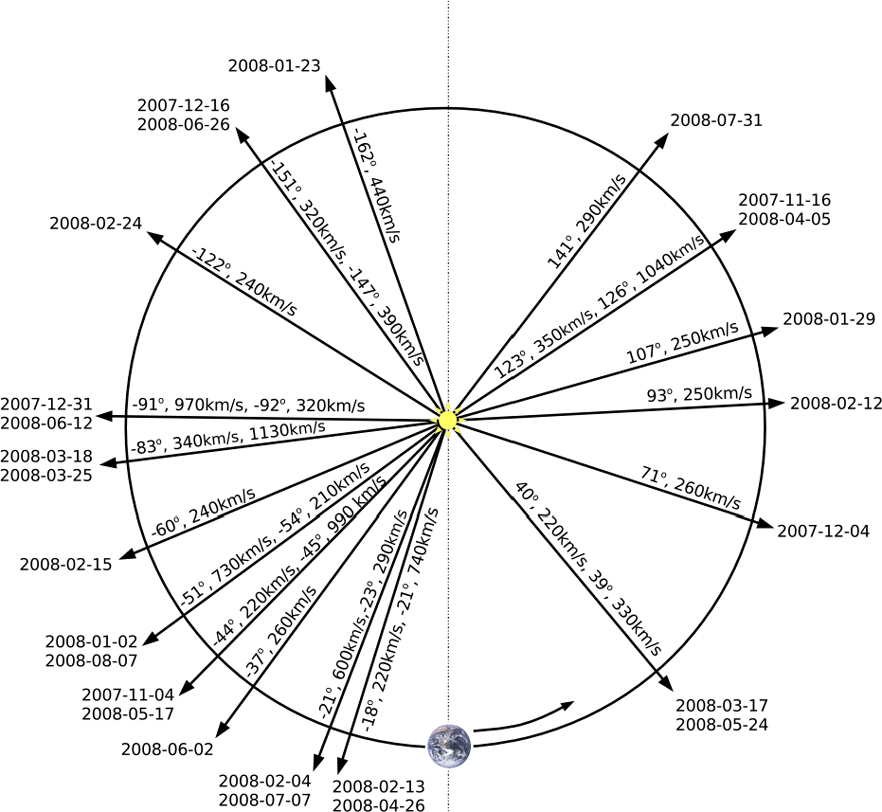 2008-01-23
2007-12-16
2008-06-26
2008-07-31
-162°, 440km/s
-151°, 320km/s, -147°, 390km/s
141°, 290km/s
2007-11-16
2008-04-05
2008-02-24
-122°, 240km/s
123°, 350km/s, 126°, 1040km/s
2008-01-29
107°, 250km/s
2007-12-31
2008-06-12
-91°, 970km/s, -92°, 320km/s
93°, 250km/s
2008-02-12
2008-03-18
2008-03-25
-83°, 340km/s, 1130km/s
71°, 260km/s
2007-12-04
-60°, 240km/s
2008-02-15
40°, 220km/s, 39°, 330km/s
-51°, 730km/s, -54°, 210km/s
2008-01-02
2008-08-07
-44°, 220km/s, -45°, 990 km/s
2007-11-04
2008-05-17
-37°, 260km/s
2008-06-02
-21°, 600km/s,-23°, 290km/s
-18°, 220km/s, -21°, 740km/s
2008-03-17
2008-05-24
2008-02-04
2008-07-07
2008-02-13
2008-04-26